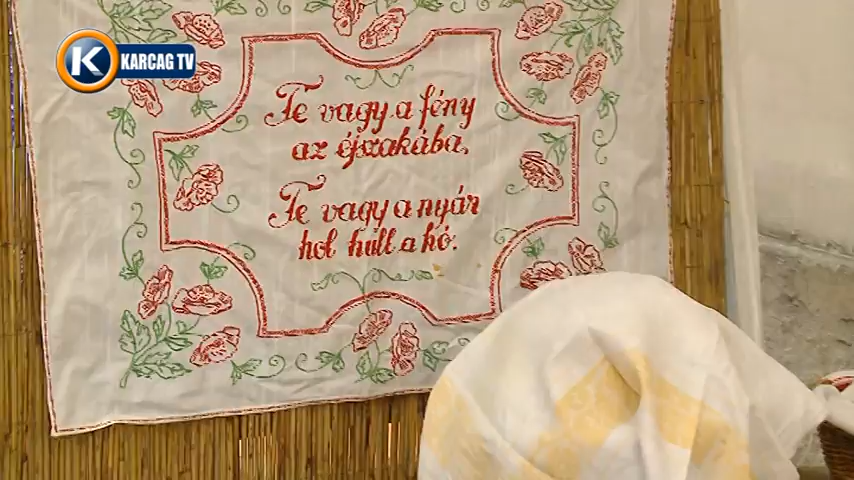 K KARCAG TV
Te vagy a fény
az éjszakába.
Te vagy a nyár
hol hull a hó.